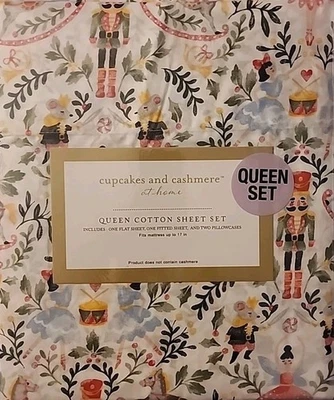 cupcakes and cashmere™
at home
QUEEN
SET
QUEEN COTTON SHEET SET
INCLUDES: ONE FLAT SHEET, ONE FITTED SHEET, AND TWO PILLOWCASES
Fits mattress up to 17 in
Product does not contain cashmere